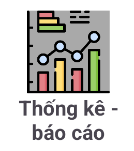 Thống kê -
báo cáo